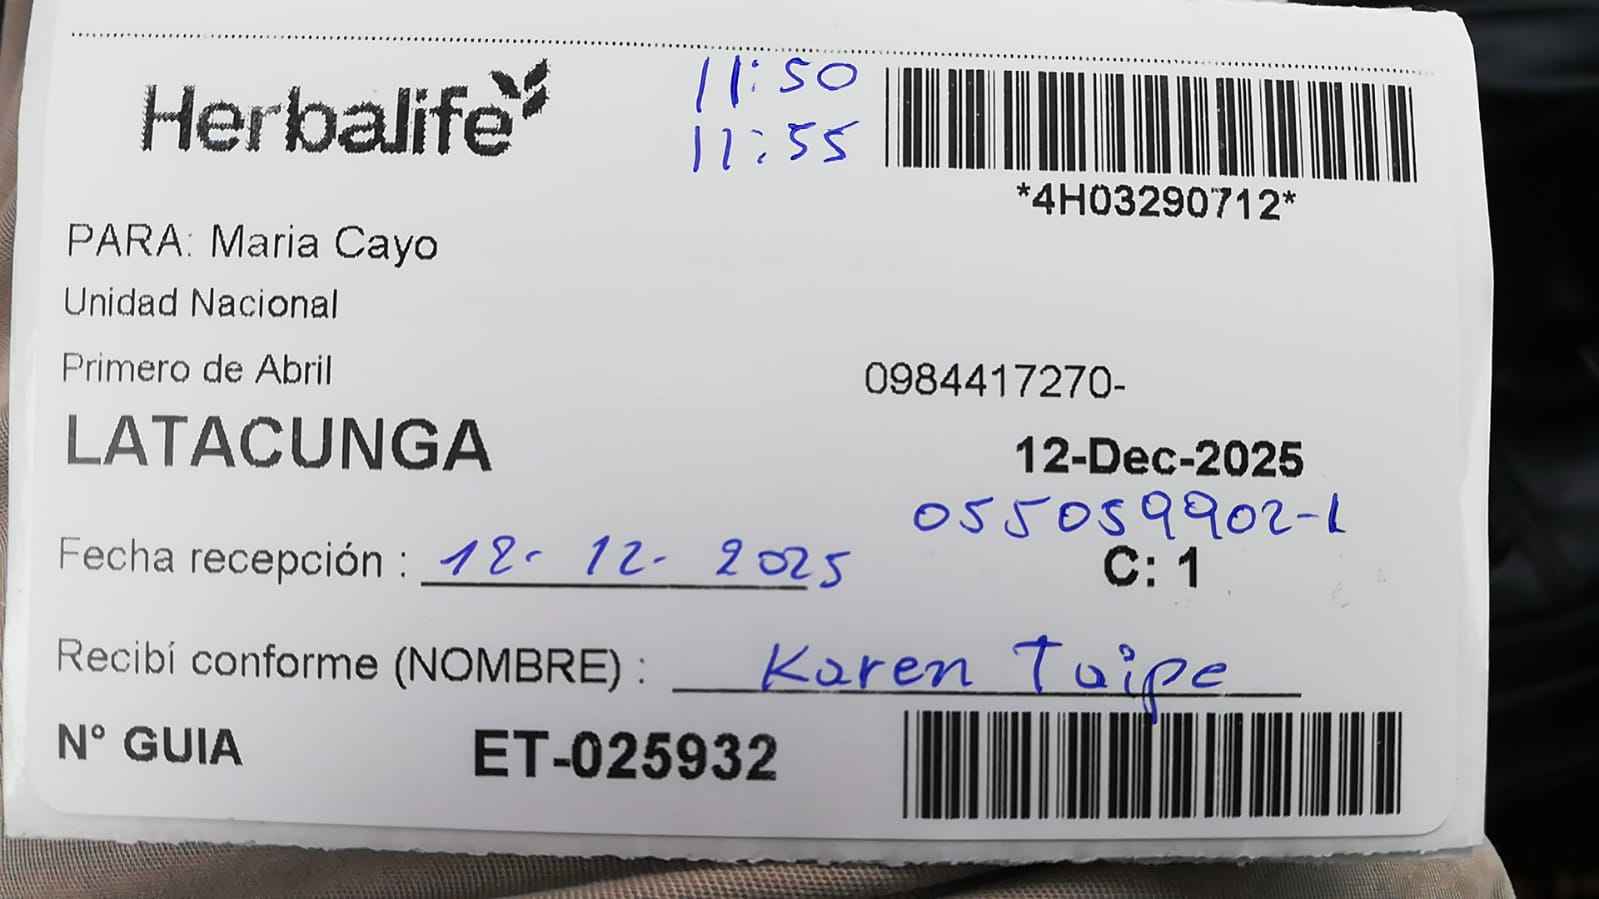 Herbalife
11:50
11:55
*4H03290712*
PARA: Maria Cayo
Unidad Nacional
Primero de Abril
0984417270-
LATACUNGA
12-Dec-2025
055059902-1
Fecha recepción : 12- 12- 2025
C: 1
Recibí conforme (NOMBRE) : Karen Taipe
N° GUIA ET-025932